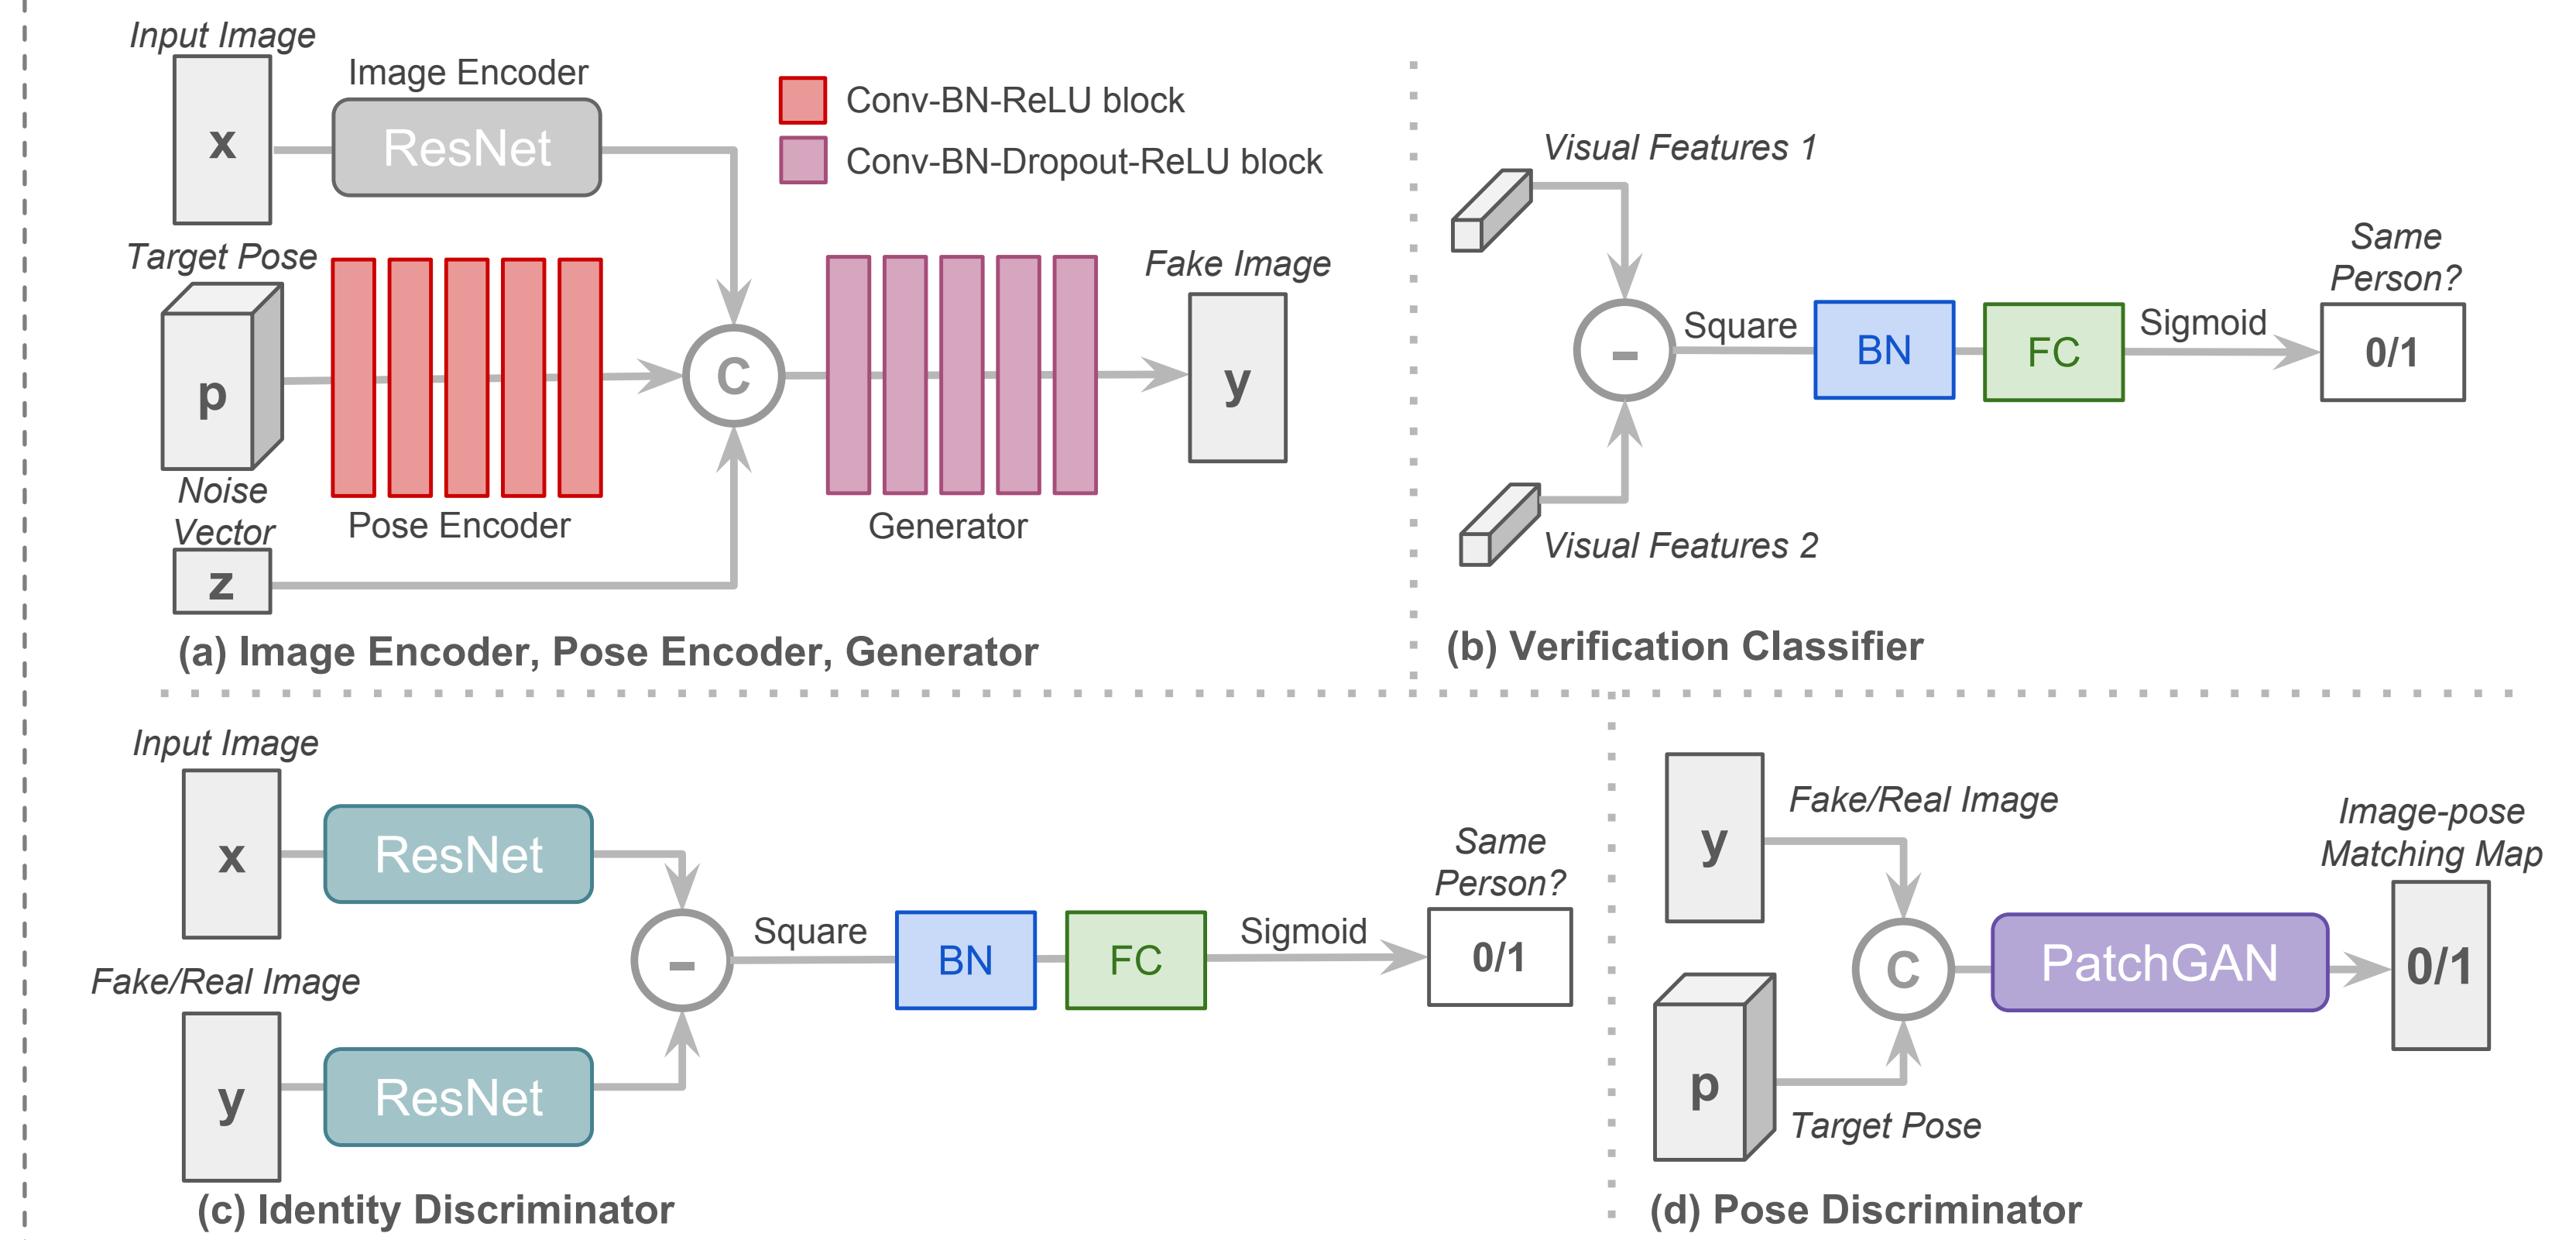 Input Image
x
Image Encoder
ResNet
Conv-BN-ReLU block
Conv-BN-Dropout-ReLU block
Target Pose
p
Pose Encoder
Noise
Vector
z
C
Generator
Fake Image
y
(a) Image Encoder, Pose Encoder, Generator
Visual Features 1
Visual Features 2
–
Square
BN
FC
Sigmoid
Same
Person?
0/1
(b) Verification Classifier
Input Image
x
ResNet
Fake/Real Image
y
ResNet
–
Square
BN
FC
Sigmoid
Same
Person?
0/1
(c) Identity Discriminator
y
Fake/Real Image
p
Target Pose
C
PatchGAN
Image-pose
Matching Map
0/1
(d) Pose Discriminator